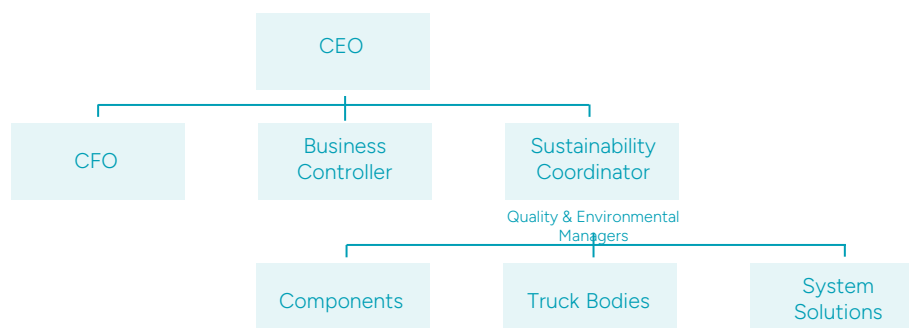 CEO
CFO
Business
Controller
Sustainability
Coordinator
Quality & Environmental
Managers
Components
Truck Bodies
System
Solutions